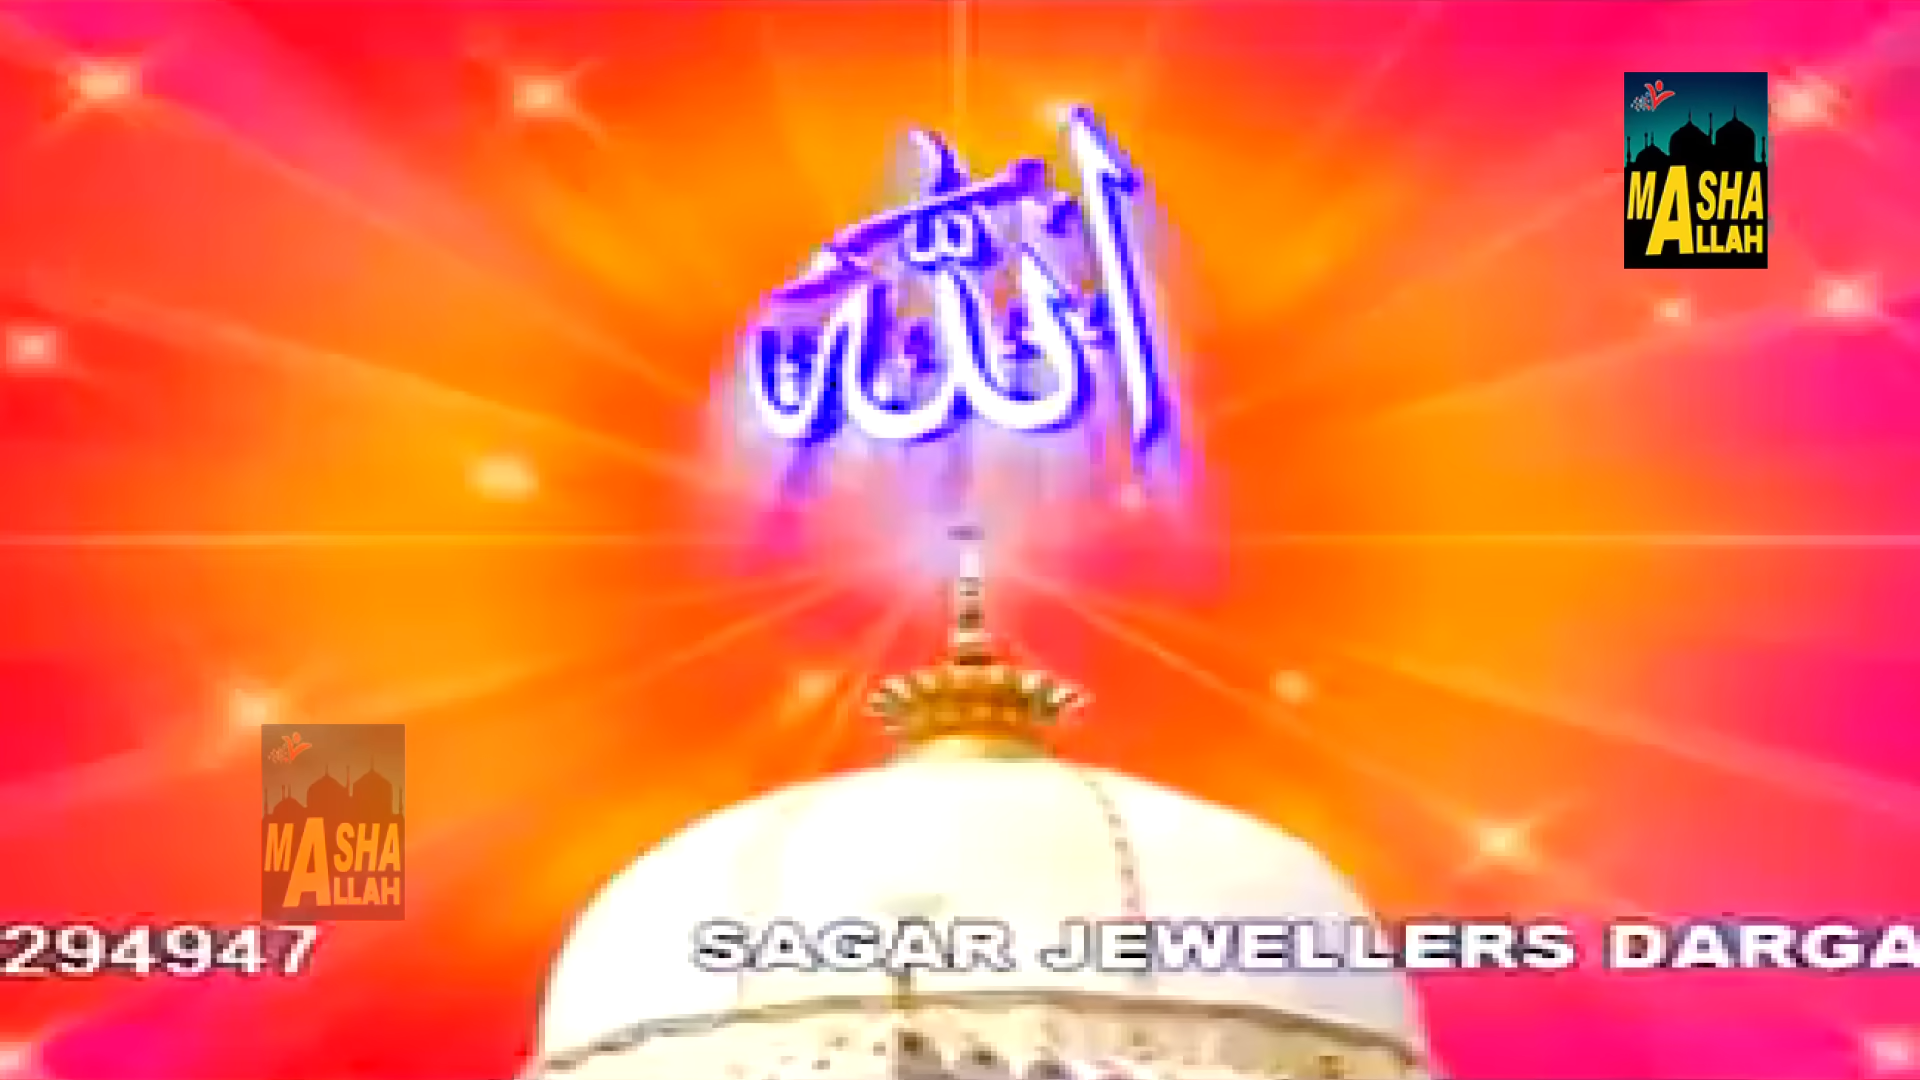 الله
MASHA
ALLAH
MASHA
ALLAH
294947 SAGAR JEWELLERS DARGA